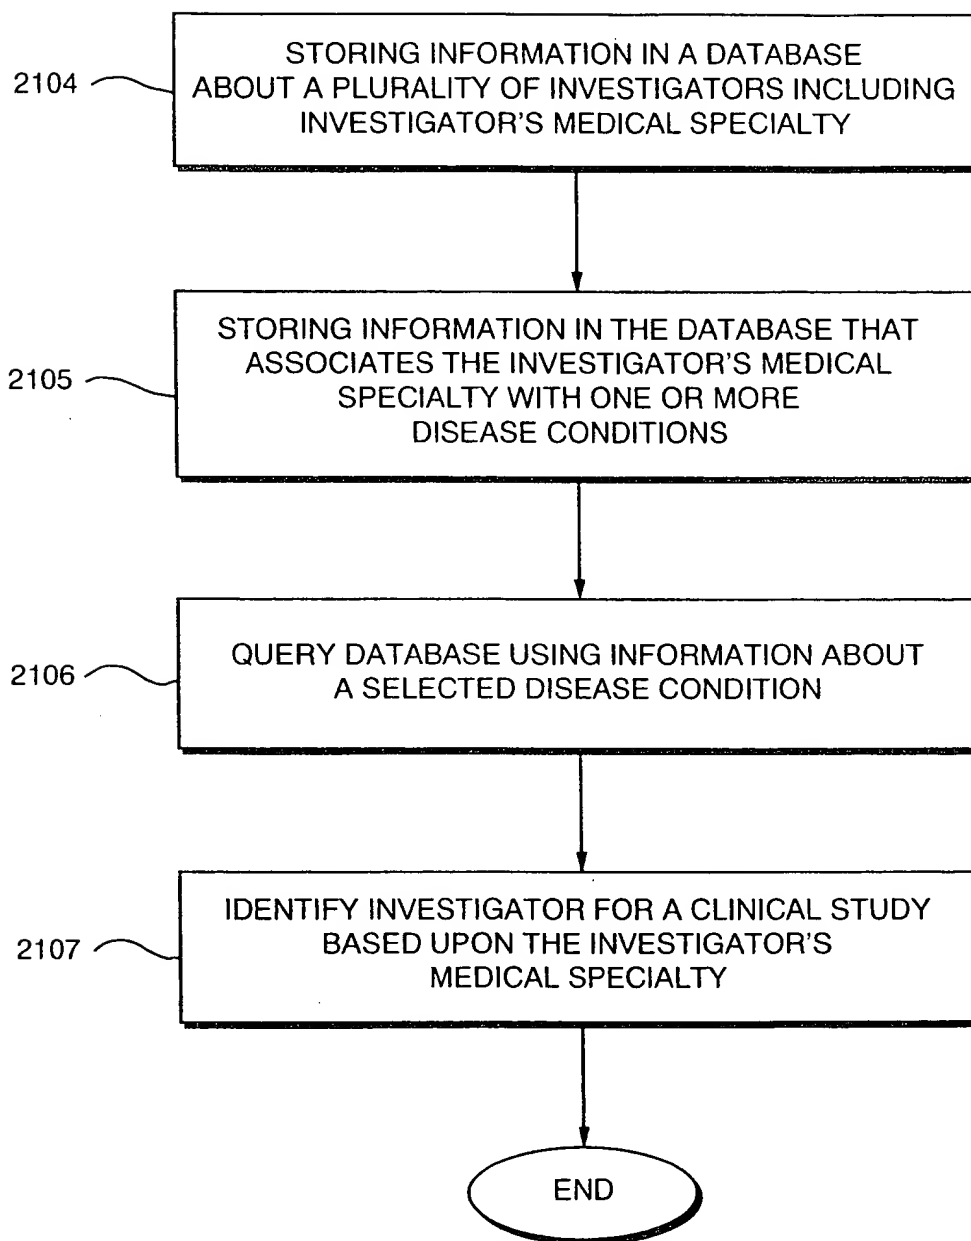 2104
STORING INFORMATION IN A DATABASE
ABOUT A PLURALITY OF INVESTIGATORS INCLUDING
INVESTIGATOR'S MEDICAL SPECIALTY
2105
STORING INFORMATION IN THE DATABASE THAT
ASSOCIATES THE INVESTIGATOR'S MEDICAL
SPECIALTY WITH ONE OR MORE
DISEASE CONDITIONS
2106
QUERY DATABASE USING INFORMATION ABOUT
A SELECTED DISEASE CONDITION
2107
IDENTIFY INVESTIGATOR FOR A CLINICAL STUDY
BASED UPON THE INVESTIGATOR'S
MEDICAL SPECIALTY
END